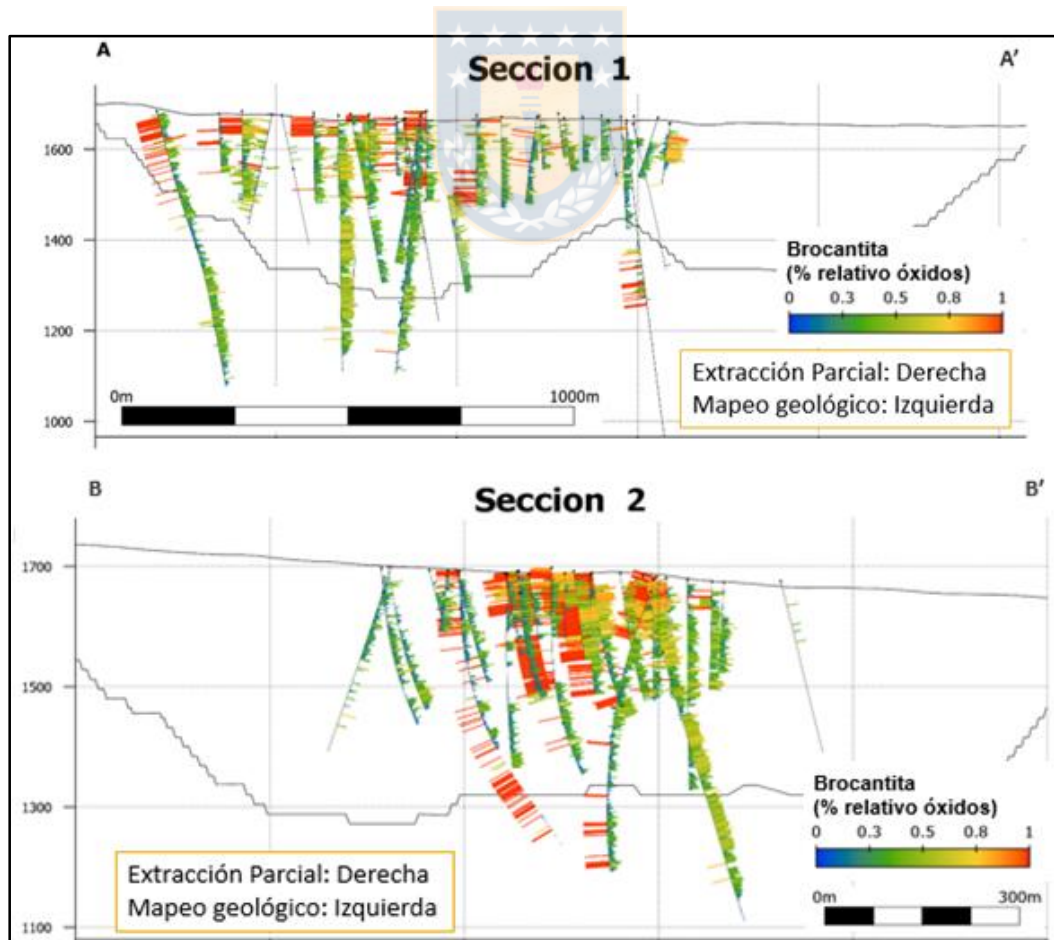 A
A'
Seccion 1
1600
1400
1200
1000
Brocantita
(% relativo óxidos)
0 0.3 0.5 0.8 1
Extracción Parcial: Derecha
Mapeo geológico: Izquierda
0m 1000m
B
B'
Seccion 2
1700
1500
1300
1100
Brocantita
(% relativo óxidos)
0 0.3 0.5 0.8 1
0m 300m
Extracción Parcial: Derecha
Mapeo geológico: Izquierda